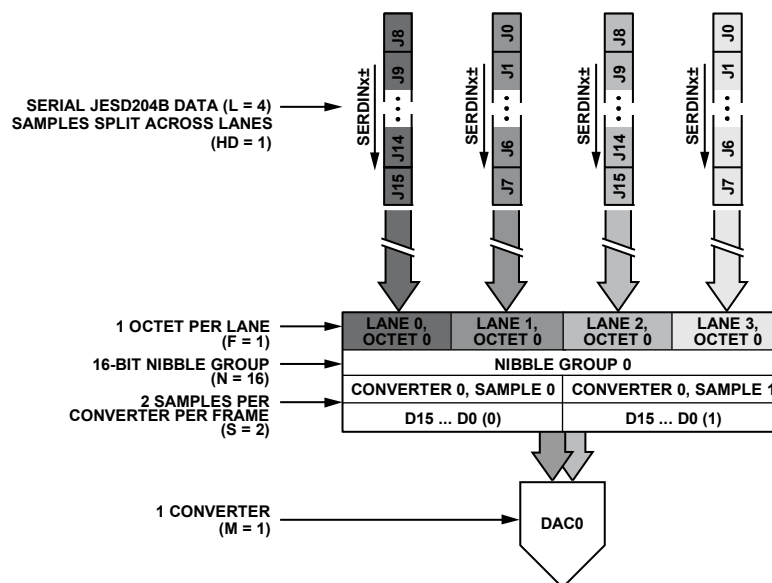 J8
J9
...
J14
J15
SERDINx±
J0
J1
...
J6
J7
SERDINx±
J8
J9
...
J14
J15
SERDINx±
J0
J1
...
J6
J7
SERDINx±
SERIAL JESD204B DATA (L = 4)
SAMPLES SPLIT ACROSS LANES
(HD = 1)
1 OCTET PER LANE
(F = 1)
LANE 0,
OCTET 0
LANE 1,
OCTET 0
LANE 2,
OCTET 0
LANE 3,
OCTET 0
16-BIT NIBBLE GROUP
(N = 16)
NIBBLE GROUP 0
2 SAMPLES PER
CONVERTER PER FRAME
(S = 2)
CONVERTER 0, SAMPLE 0
CONVERTER 0, SAMPLE 1
D15 ... D0 (0)
D15 ... D0 (1)
1 CONVERTER
(M = 1)
DAC0